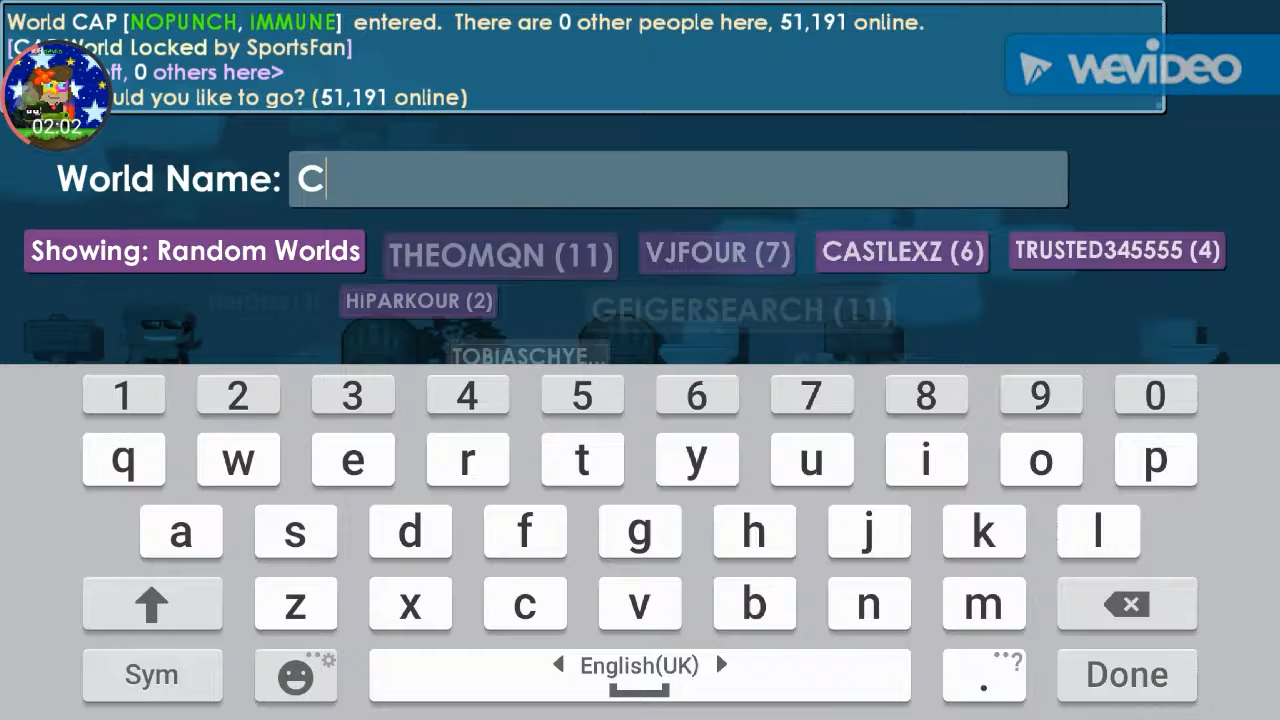 World CAP [NOPUNCH, IMMUNE] entered. There are 0 other people here, 51,191 online.
World Locked by SportsFan]
ft, 0 others here>
uld you like to go? (51,191 online)
WEVIDEO
02:02
World Name: C
Showing: Random Worlds THEOMQN (11) VJFOUR (7) CASTLEXZ (6) TRUSTED345555 (4)
HIPARKOUR (2) GEIGERSEARCH (11)
TOBIASCHYE...
1 2 3 4 5 6 7 8 9 0
q w e r t y u i o p
a s d f g h j k l
z x c v b n m
Sym English(UK) . ? Done